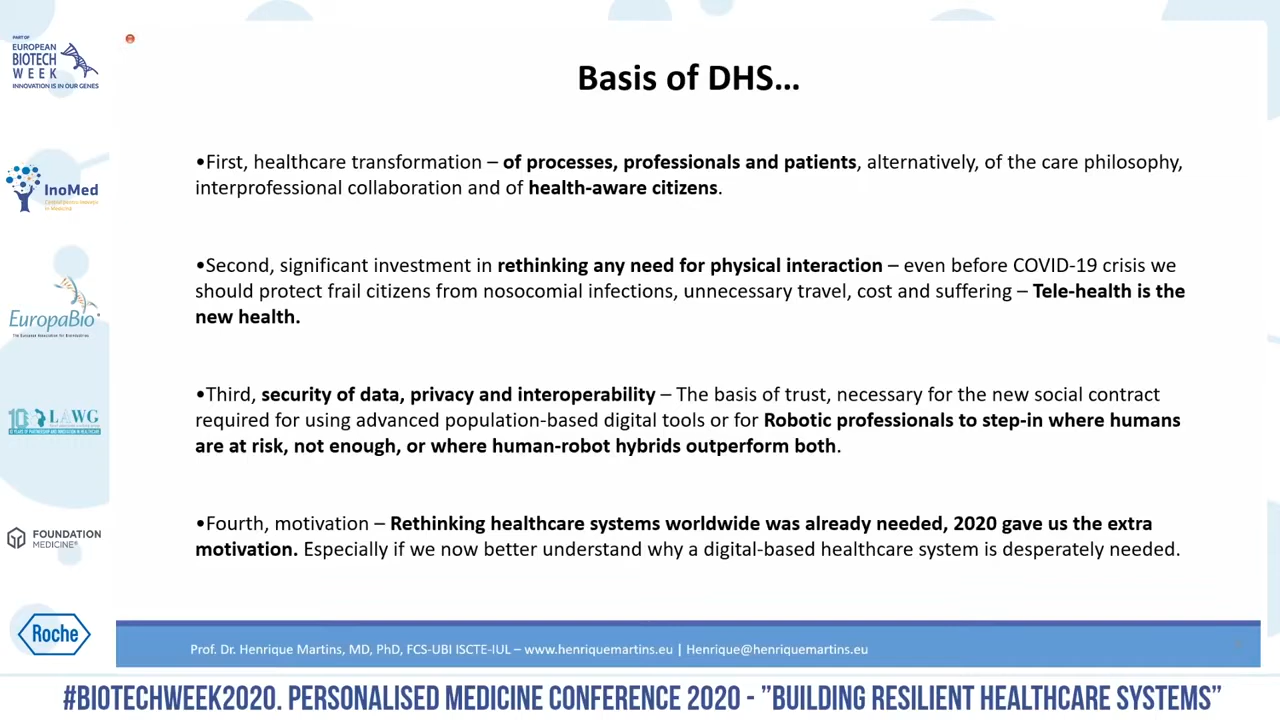 PART OF
EUROPEAN
BIOTECH
WEEK
INNOVATION IS IN OUR GENES
InoMed
EuropaBio
The European Association for Bioindustries
LAWG
FOUNDATION
MEDICINE®
Roche
Basis of DHS...
•First, healthcare transformation – of processes, professionals and patients, alternatively, of the care philosophy,
interprofessional collaboration and of health-aware citizens.
•Second, significant investment in rethinking any need for physical interaction – even before COVID-19 crisis we
should protect frail citizens from nosocomial infections, unnecessary travel, cost and suffering – Tele-health is the
new health.
•Third, security of data, privacy and interoperability – The basis of trust, necessary for the new social contract
required for using advanced population-based digital tools or for Robotic professionals to step-in where humans
are at risk, not enough, or where human-robot hybrids outperform both.
•Fourth, motivation – Rethinking healthcare systems worldwide was already needed, 2020 gave us the extra
motivation. Especially if we now better understand why a digital-based healthcare system is desperately needed.
Prof. Dr. Henrique Martins, MD, PhD, FCS-UBI ISCTE-IUL – www.henriquemartins.eu | Henrique@henriquemartins.eu
#BIOTECHWEEK2020. PERSONALISED MEDICINE CONFERENCE 2020 - ”BUILDING RESILIENT HEALTHCARE SYSTEMS”